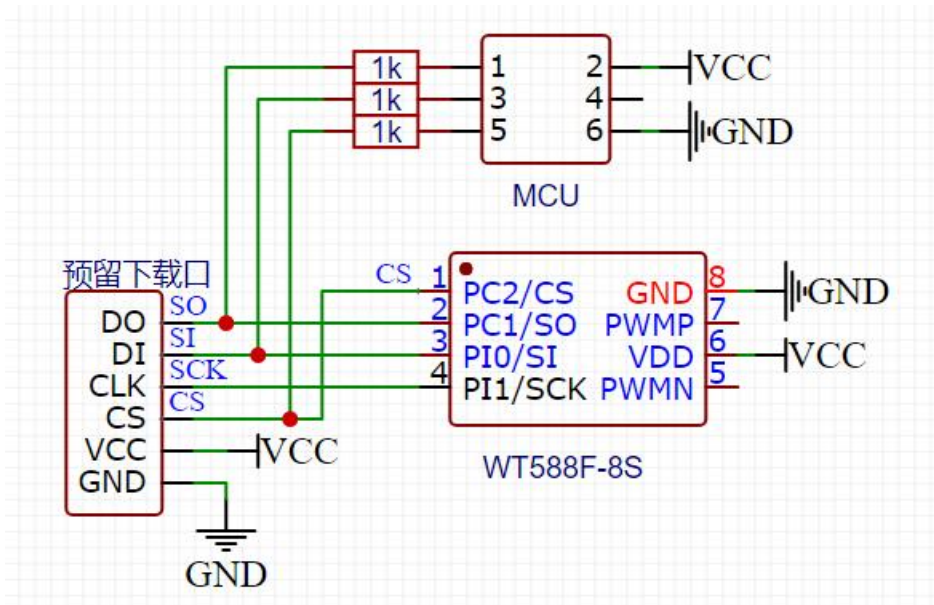 1k 1 2 VCC
1k 3 4
1k 5 6 GND
MCU
预留下载口
DO SO
DI SI
CLK SCK
CS CS
VCC VCC
GND
GND
CS 1 PC2/CS GND 8 GND
2 PC1/SO PWMP 7
3 PI0/SI VDD 6 VCC
4 PI1/SCK PWMN 5
WT588F-8S